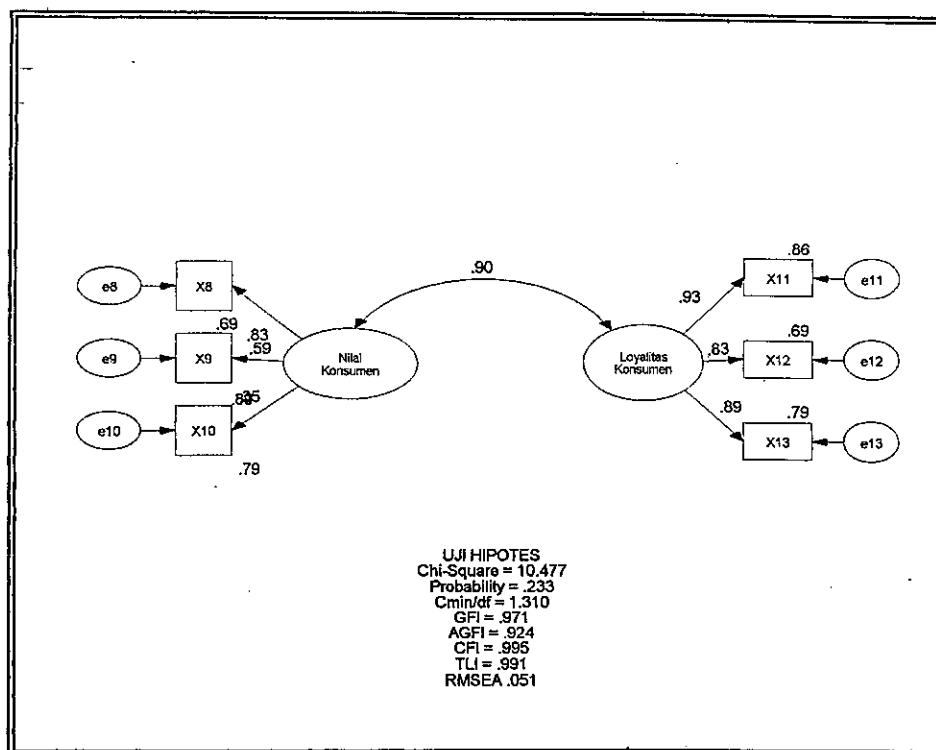 .90
.86
e8
X8
.93
X11
e11
.69
.83
.69
e9
X9
.59
Nilai
Konsumen
Loyalitas
Konsumen
.83
X12
e12
.35
.89
.79
e10
X10
X13
e13
.79
UJI HIPOTES
Chi-Square = 10.477
Probability = .233
Cmin/df = 1.310
GFI = .971
AGFI = .924
CFI = .995
TLI = .991
RMSEA .051